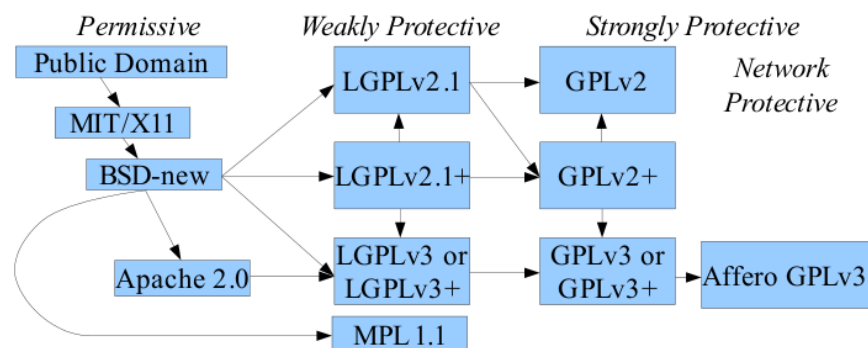 Permissive
Weakly Protective
Strongly Protective
Network
Protective
Public Domain
MIT/X11
BSD-new
Apache 2.0
LGPLv2.1
LGPLv2.1+
LGPLv3 or
LGPLv3+
MPL 1.1
GPLv2
GPLv2+
GPLv3 or
GPLv3+
Affero GPLv3